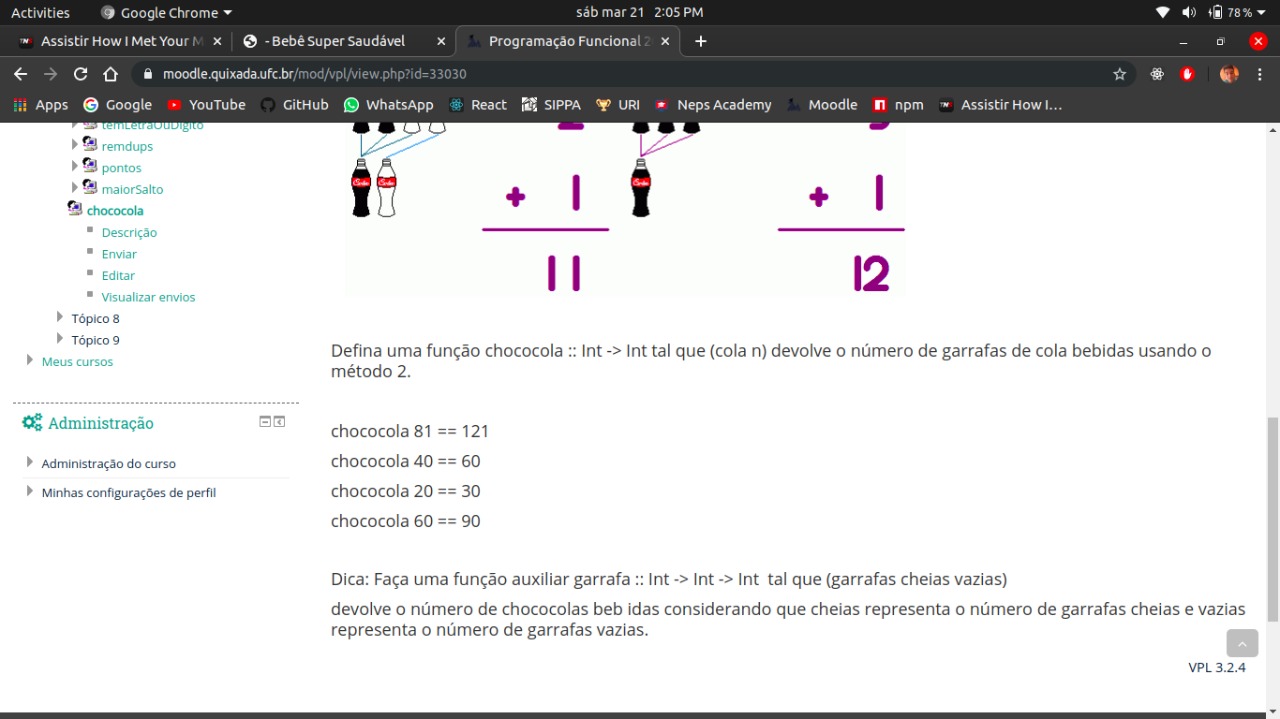 Activities
Google Chrome
sáb mar 21 2:05 PM
78%
Assistir How I Met Your M
- Bebê Super Saudável
Programação Funcional 2
moodle.quixada.ufc.br/mod/vpl/view.php?id=33030
Apps Google YouTube GitHub WhatsApp React SIPPA URI Neps Academy Moodle npm Assistir How I...
temLetraOuDigito
remdups
pontos
maiorSalto
chococola
Descrição
Enviar
Editar
Visualizar envios
Tópico 8
Tópico 9
Meus cursos
Administração
Administração do curso
Minhas configurações de perfil
+ 1
11
+ 1
12
Defina uma função chococola :: Int -> Int tal que (cola n) devolve o número de garrafas de cola bebidas usando o
método 2.
chococola 81 == 121
chococola 40 == 60
chococola 20 == 30
chococola 60 == 90
Dica: Faça uma função auxiliar garrafa :: Int -> Int -> Int tal que (garrafas cheias vazias)
devolve o número de chococolas beb idas considerando que cheias representa o número de garrafas cheias e vazias
representa o número de garrafas vazias.
VPL 3.2.4